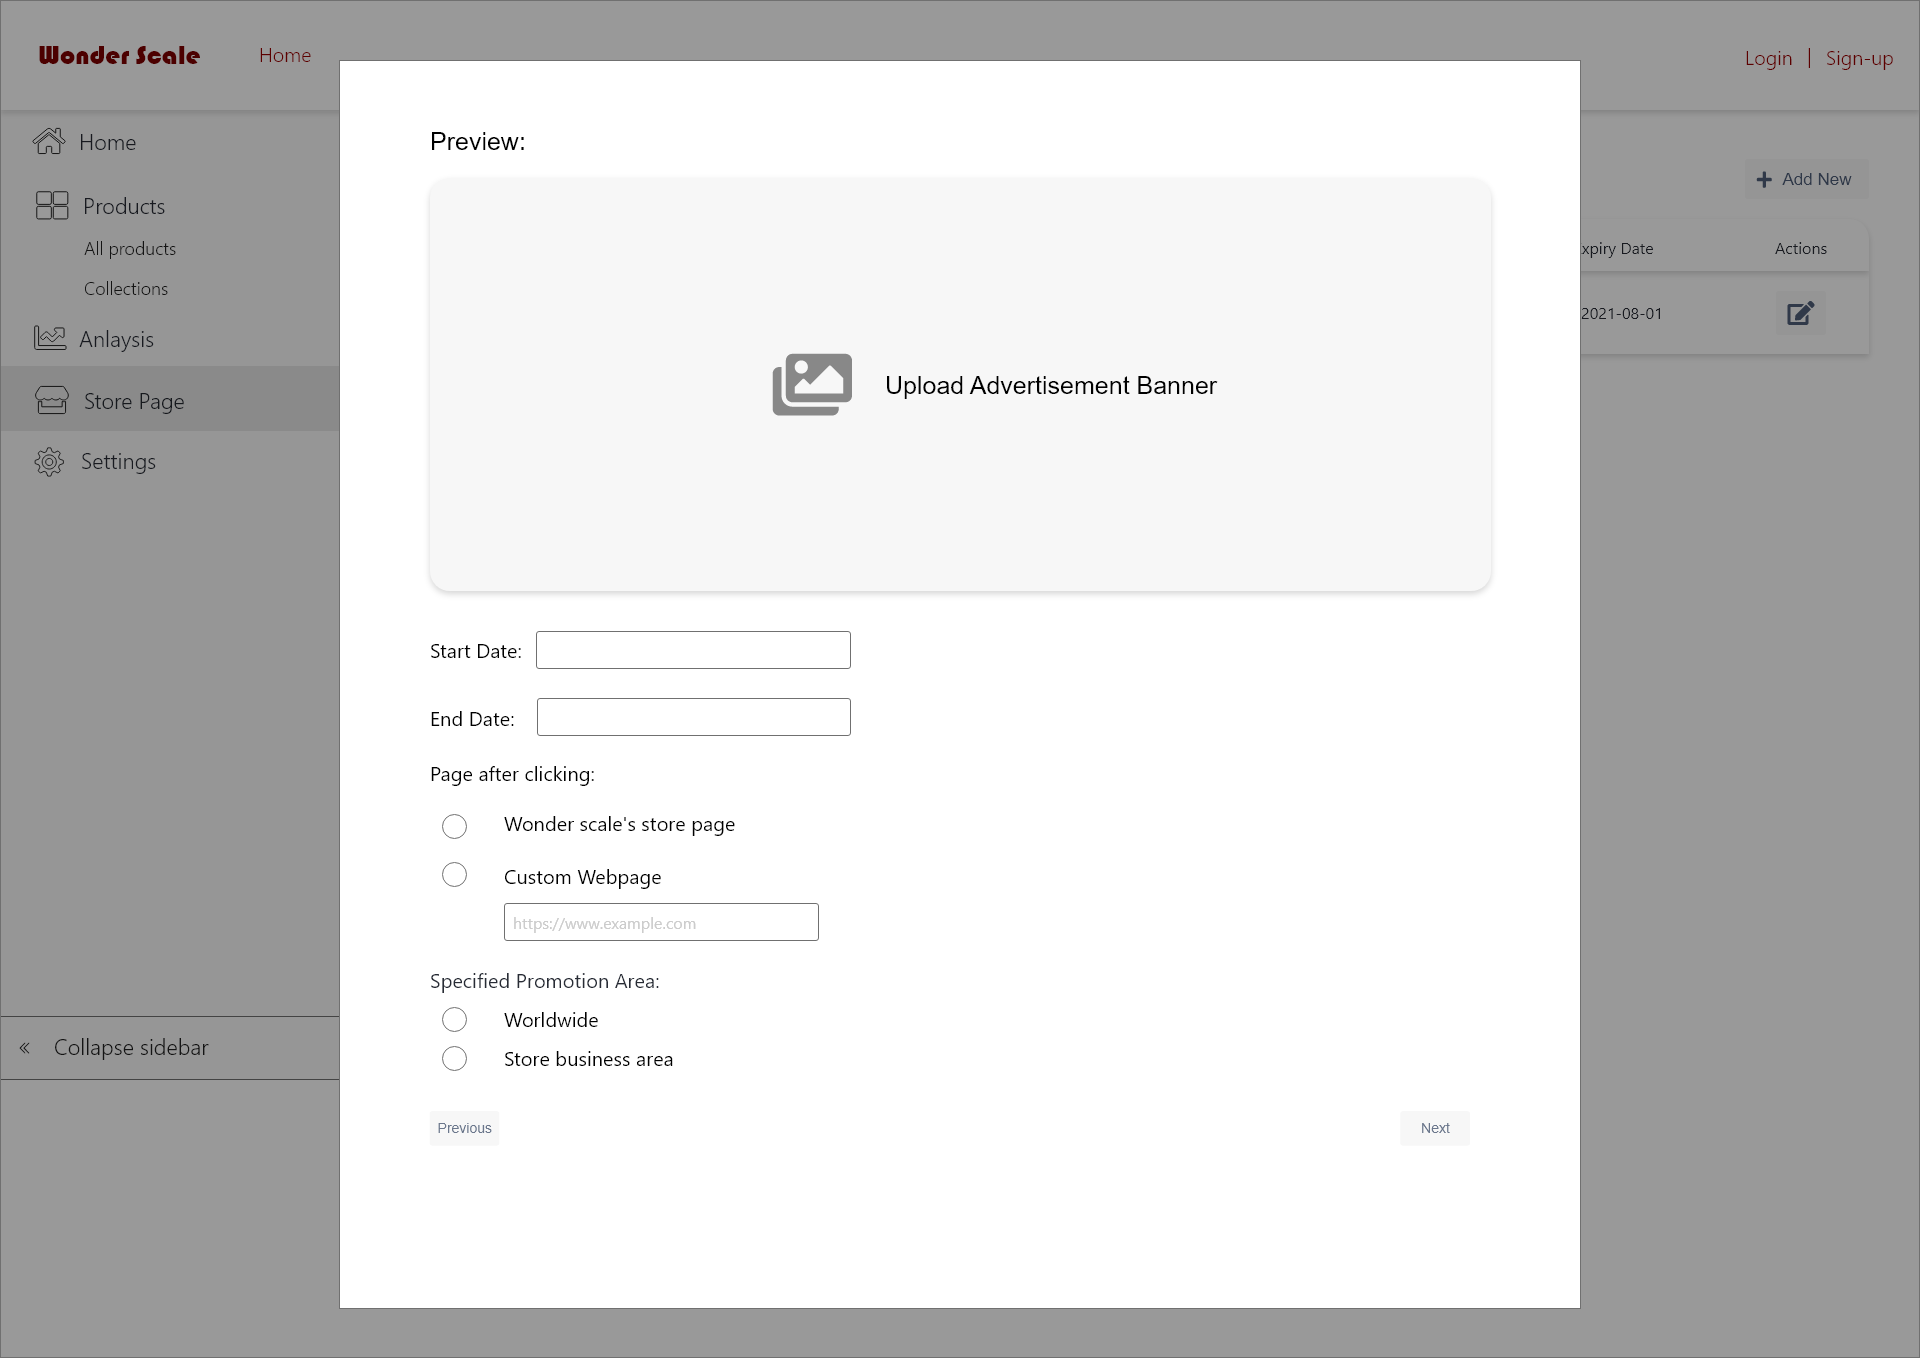 Wonder Scale
Home
Login | Sign-up
Home
Products
All products
Collections
Anlaysis
Store Page
Settings
« Collapse sidebar
Add New
xpiry Date Actions
2021-08-01
Preview:
Upload Advertisement Banner
Start Date:
End Date:
Page after clicking:
Wonder scale's store page
Custom Webpage
https://www.example.com
Specified Promotion Area:
Worldwide
Store business area
Previous
Next